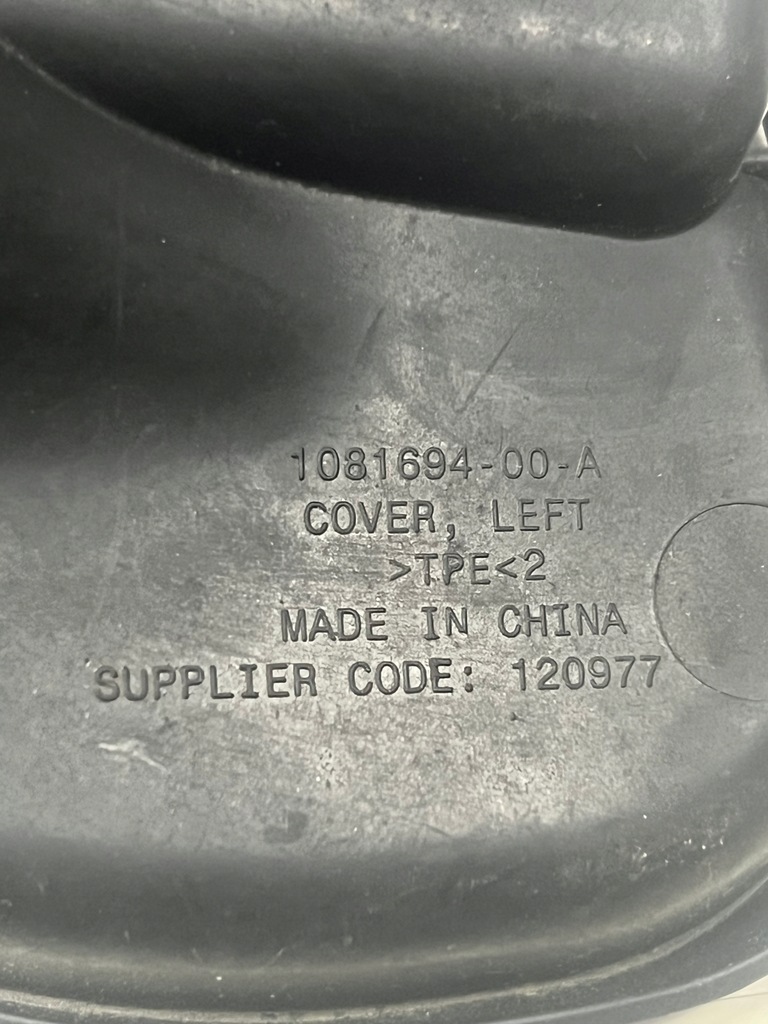 1081694-00-A
COVER, LEFT
>TPE<2
MADE IN CHINA
SUPPLIER CODE: 120977